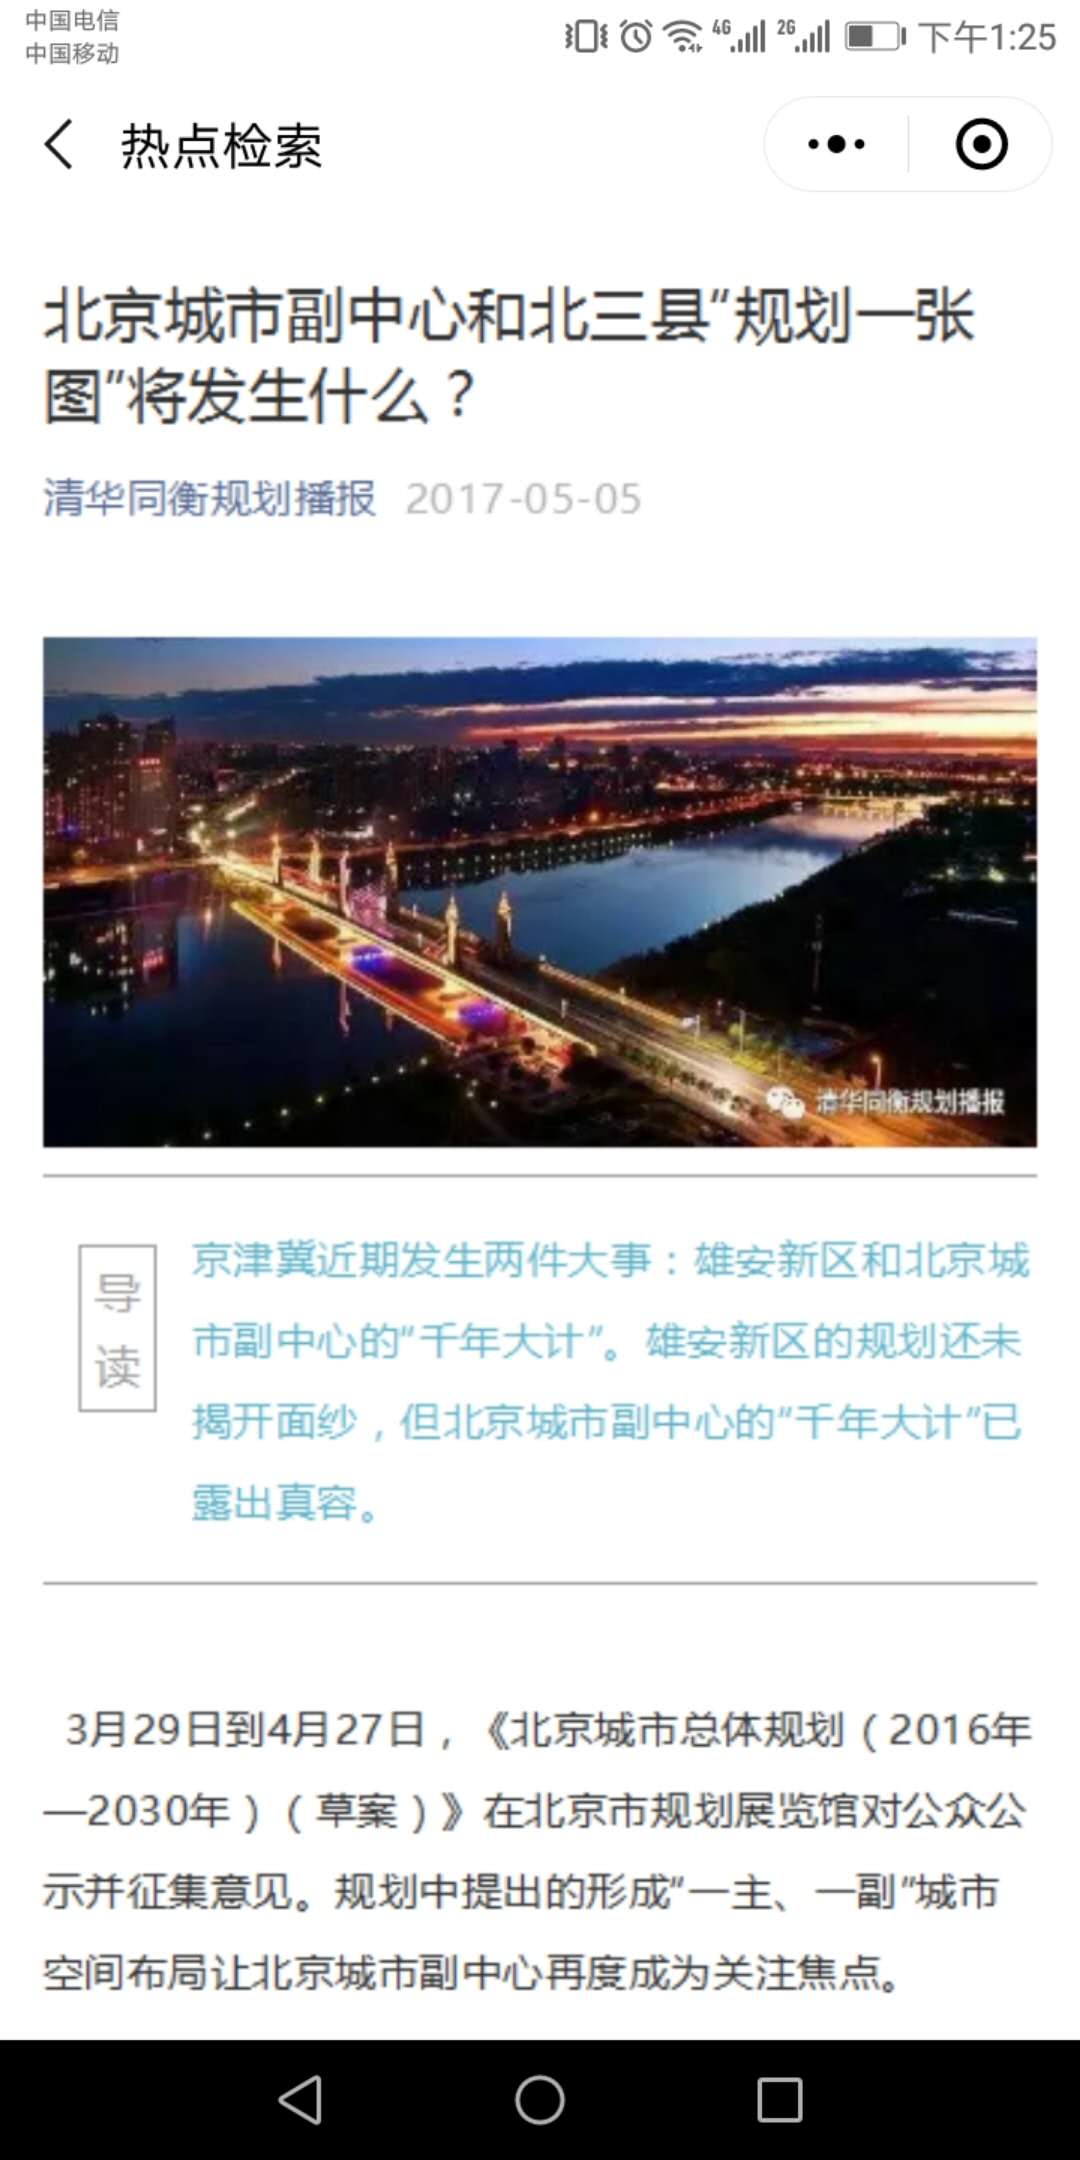 中国电信
中国移动
4G
2G
下午1:25
热点检索
北京城市副中心和北三县"规划一张
图"将发生什么？
清华同衡规划播报 2017-05-05
清华同衡规划播报
导
读
京津冀近期发生两件大事：雄安新区和北京城
市副中心的"千年大计"。雄安新区的规划还未
揭开面纱，但北京城市副中心的"千年大计"已
露出真容。
3月29日到4月27日，《北京城市总体规划（2016年
—2030年）（草案）》在北京市规划展览馆对公众公
示并征集意见。规划中提出的形成"一主、一副"城市
空间布局让北京城市副中心再度成为关注焦点。